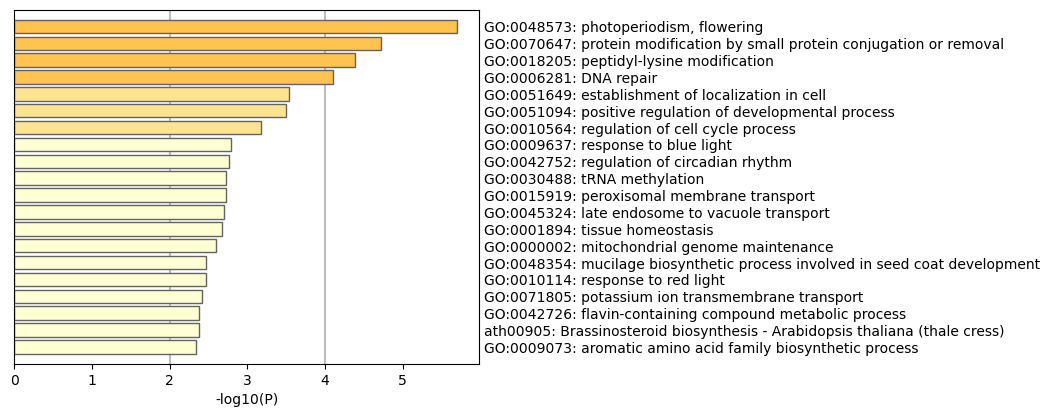 GO:0048573: photoperiodism, flowering
GO:0070647: protein modification by small protein conjugation or removal
GO:0018205: peptidyl-lysine modification
GO:0006281: DNA repair
GO:0051649: establishment of localization in cell
GO:0051094: positive regulation of developmental process
GO:0010564: regulation of cell cycle process
GO:0009637: response to blue light
GO:0042752: regulation of circadian rhythm
GO:0030488: tRNA methylation
GO:0015919: peroxisomal membrane transport
GO:0045324: late endosome to vacuole transport
GO:0001894: tissue homeostasis
GO:0000002: mitochondrial genome maintenance
GO:0048354: mucilage biosynthetic process involved in seed coat development
GO:0010114: response to red light
GO:0071805: potassium ion transmembrane transport
GO:0042726: flavin-containing compound metabolic process
ath00905: Brassinosteroid biosynthesis - Arabidopsis thaliana (thale cress)
GO:0009073: aromatic amino acid family biosynthetic process
0 1 2 3 4 5
-log10(P)